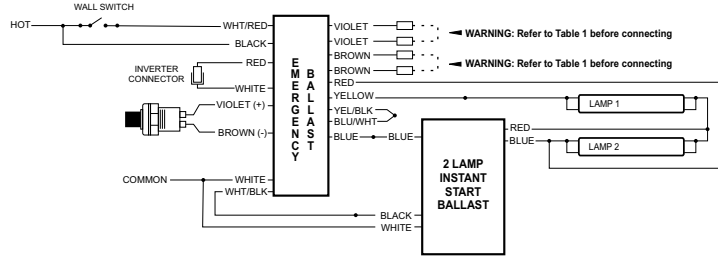 WALL SWITCH
HOT
WHT/RED
BLACK
RED
INVERTER
CONNECTOR
WHITE
VIOLET (+)
BROWN (-)
COMMON
WHITE
WHT/BLK
EMERGENCY
BALLAST
VIOLET
VIOLET
BROWN
BROWN
RED
YELLOW
YEL/BLK
BLU/WHT
BLUE
BLUE
WARNING: Refer to Table 1 before connecting
WARNING: Refer to Table 1 before connecting
LAMP 1
RED
BLUE
LAMP 2
2 LAMP
INSTANT
START
BALLAST
BLACK
WHITE